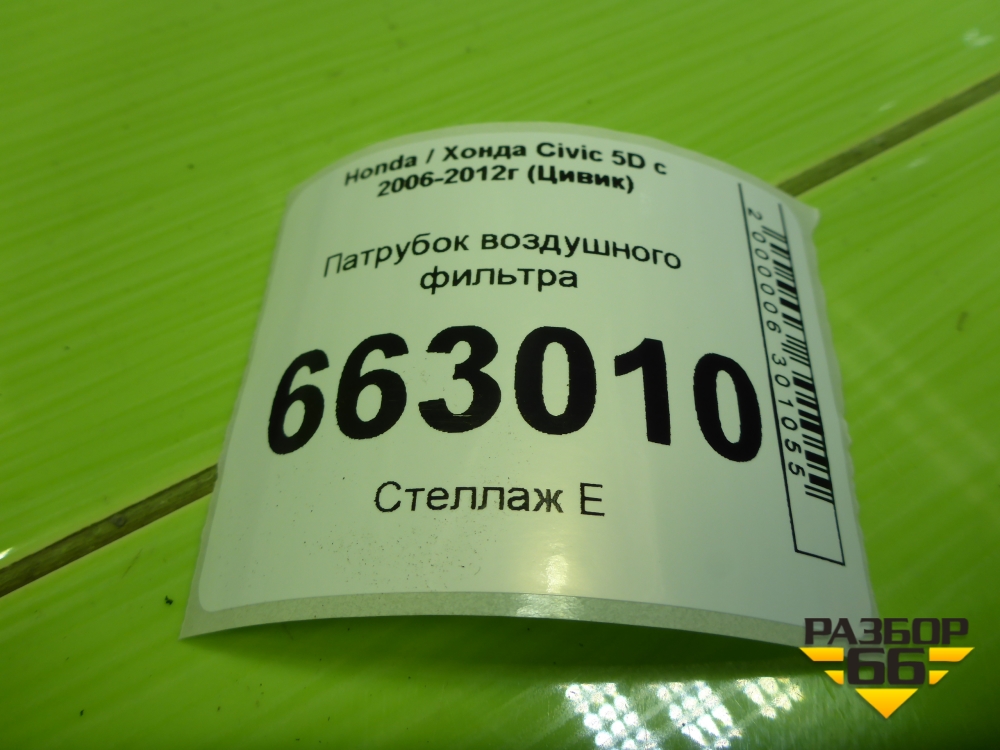 Honda / Хонда Civic 5D с
2006-2012г (Цивик)
Патрубок воздушного
фильтра
663010
Стеллаж Е
2000006301055
РАЗБОР
66